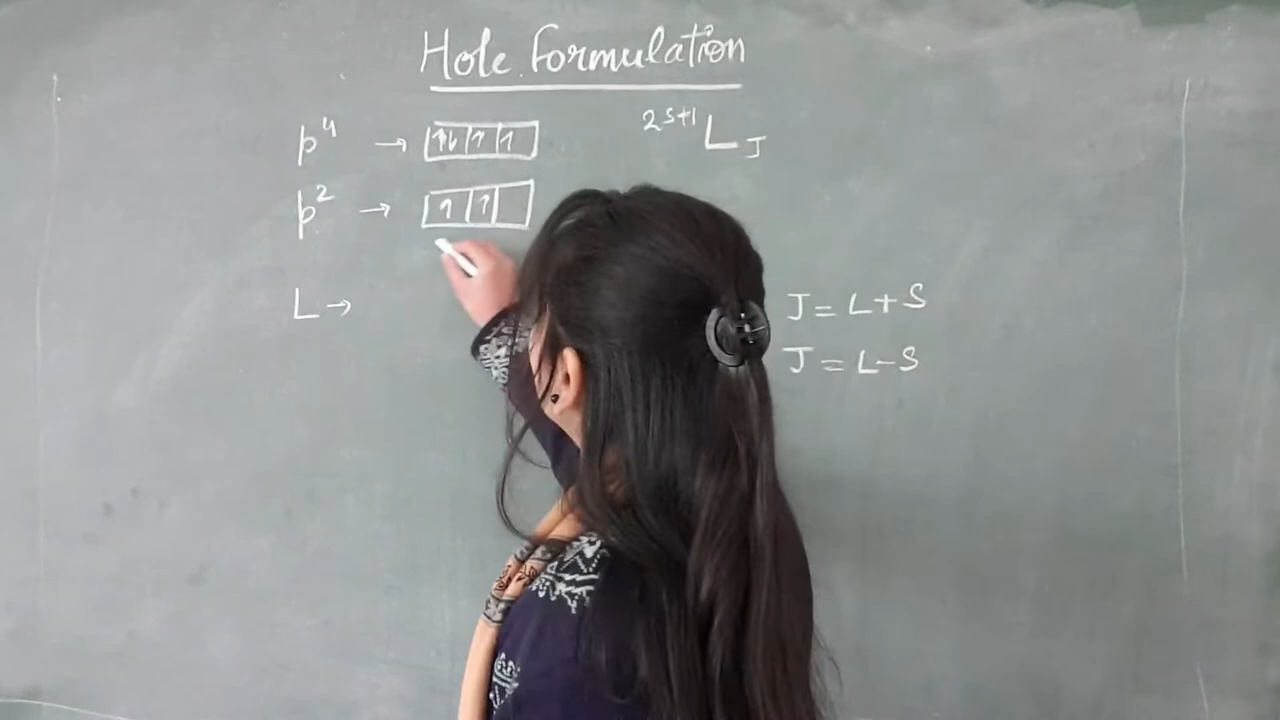 Hole Formulation
p⁴ → [↑↓|↑|↑] ²ˢ⁺¹L_J
p² → [↑|↑| ]
L →
J = L+S
J = L-S